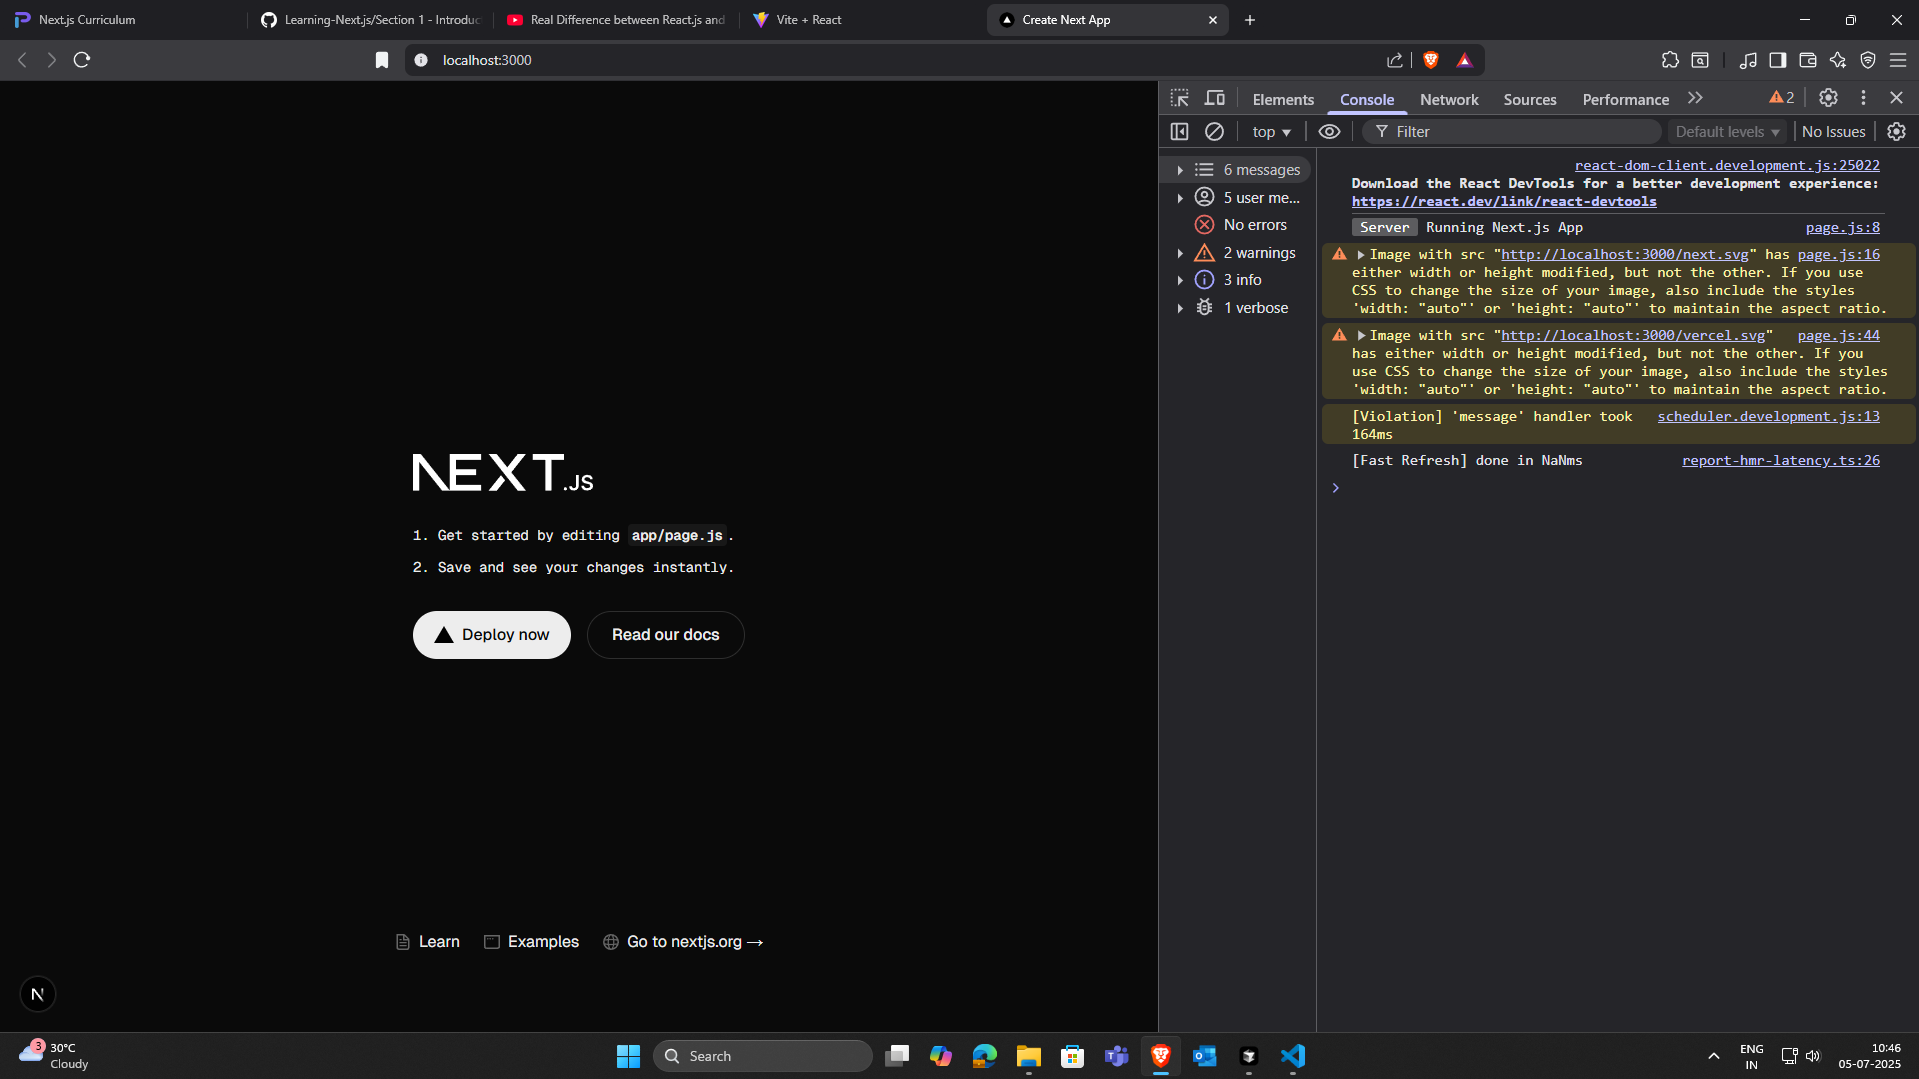 Next.js Curriculum
Learning-Next.js/Section 1 - Introduc
Real Difference between React.js and
Vite + React
Create Next App
localhost:3000
Elements
Console
Network
Sources
Performance
2
top
Filter
Default levels
No Issues
6 messages
5 user me...
No errors
2 warnings
3 info
1 verbose
react-dom-client.development.js:25022
Download the React DevTools for a better development experience:
https://react.dev/link/react-devtools
Server Running Next.js App page.js:8
Image with src "http://localhost:3000/next.svg" has page.js:16
either width or height modified, but not the other. If you use
CSS to change the size of your image, also include the styles
'width: "auto"' or 'height: "auto"' to maintain the aspect ratio.
Image with src "http://localhost:3000/vercel.svg" page.js:44
has either width or height modified, but not the other. If you
use CSS to change the size of your image, also include the styles
'width: "auto"' or 'height: "auto"' to maintain the aspect ratio.
[Violation] 'message' handler took scheduler.development.js:13
164ms
[Fast Refresh] done in NaNms report-hmr-latency.ts:26
NEXT.JS
1. Get started by editing app/page.js.
2. Save and see your changes instantly.
Deploy now
Read our docs
Learn
Examples
Go to nextjs.org →
N
3
30°C
Cloudy
Search
ENG
IN
10:46
05-07-2025